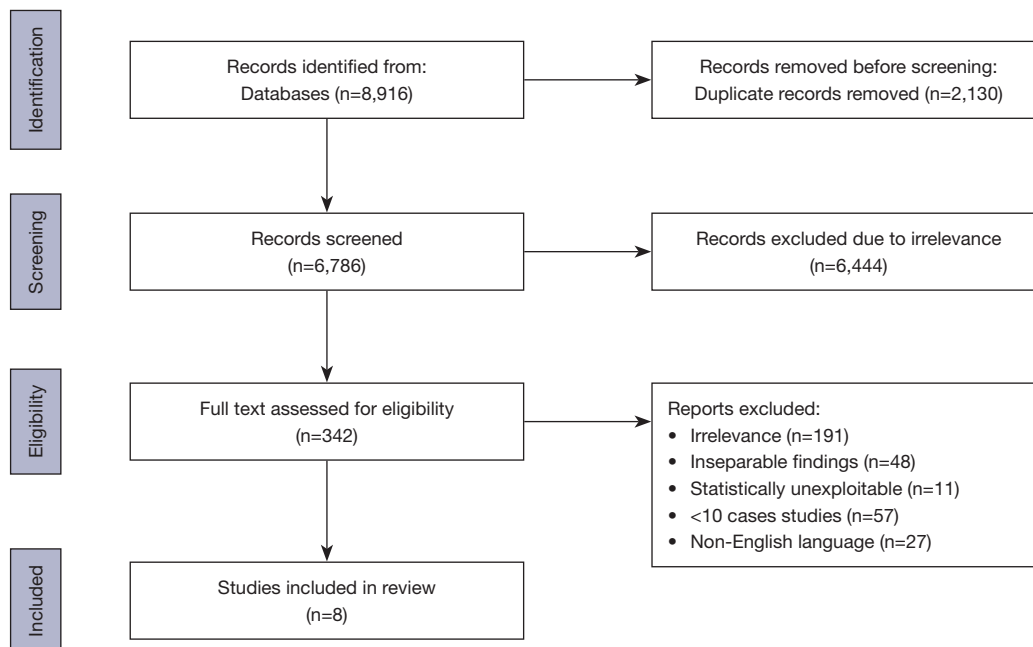 Identification
Records identified from:
Databases (n=8,916)
Records removed before screening:
Duplicate records removed (n=2,130)
Screening
Records screened
(n=6,786)
Records excluded due to irrelevance
(n=6,444)
Eligibility
Full text assessed for eligibility
(n=342)
Reports excluded:
• Irrelevance (n=191)
• Inseparable findings (n=48)
• Statistically unexploitable (n=11)
• <10 cases studies (n=57)
• Non-English language (n=27)
Included
Studies included in review
(n=8)